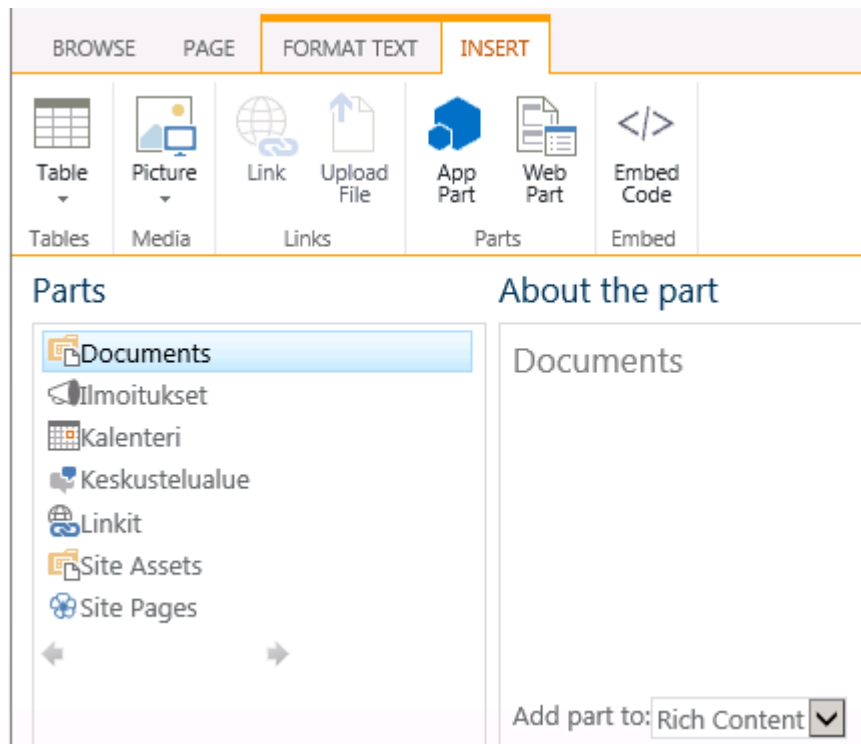 BROWSE PAGE FORMAT TEXT INSERT
Table Picture Link Upload File App Part Web Part Embed Code
Tables Media Links Parts Embed
Parts
Documents
Ilmoitukset
Kalenteri
Keskustelualue
Linkit
Site Assets
Site Pages
About the part
Documents
Add part to: Rich Content